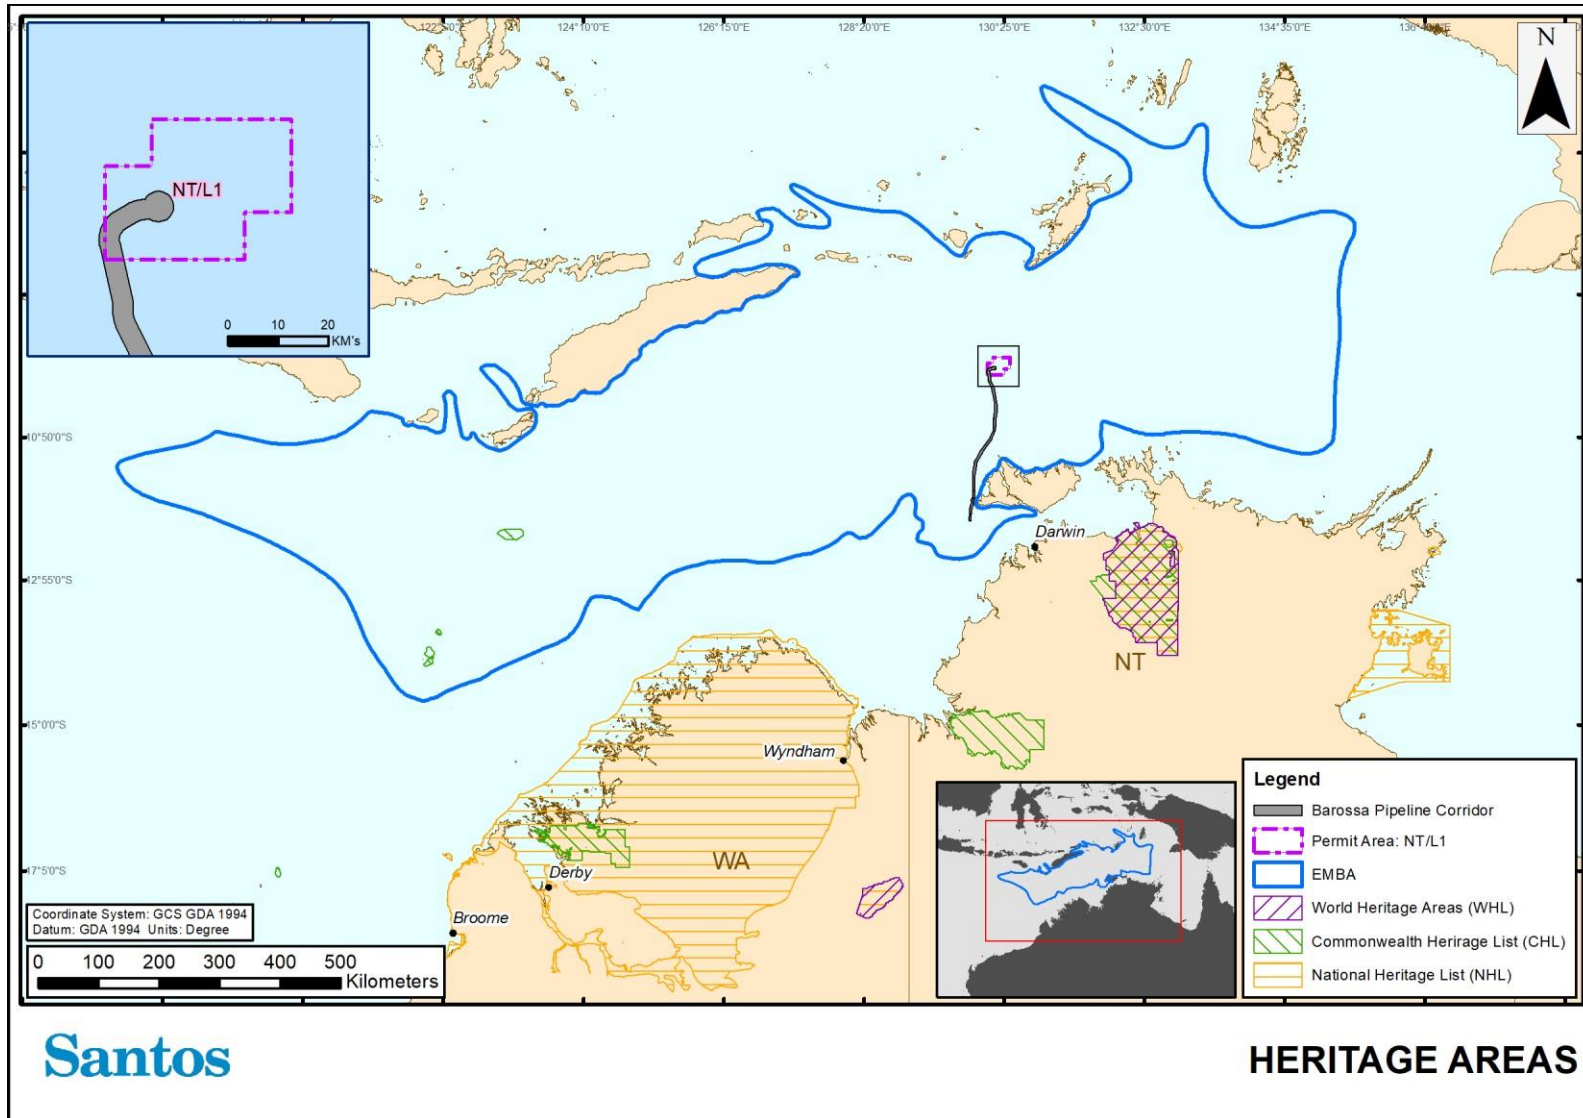 122°5'0"E
124°10'0"E
126°15'0"E
128°20'0"E
130°25'0"E
132°30'0"E
134°35'0"E
N
NT/L1
0 10 20
KM's
10°50'0"S
12°55'0"S
15°0'0"S
17°5'0"S
Darwin
NT
Wyndham
WA
Derby
Broome
Coordinate System: GCS GDA 1994
Datum: GDA 1994 Units: Degree
0 100 200 300 400 500
Kilometers
Legend
Barossa Pipeline Corridor
Permit Area: NT/L1
EMBA
World Heritage Areas (WHL)
Commonwealth Herirage List (CHL)
National Heritage List (NHL)
Santos
HERITAGE AREAS